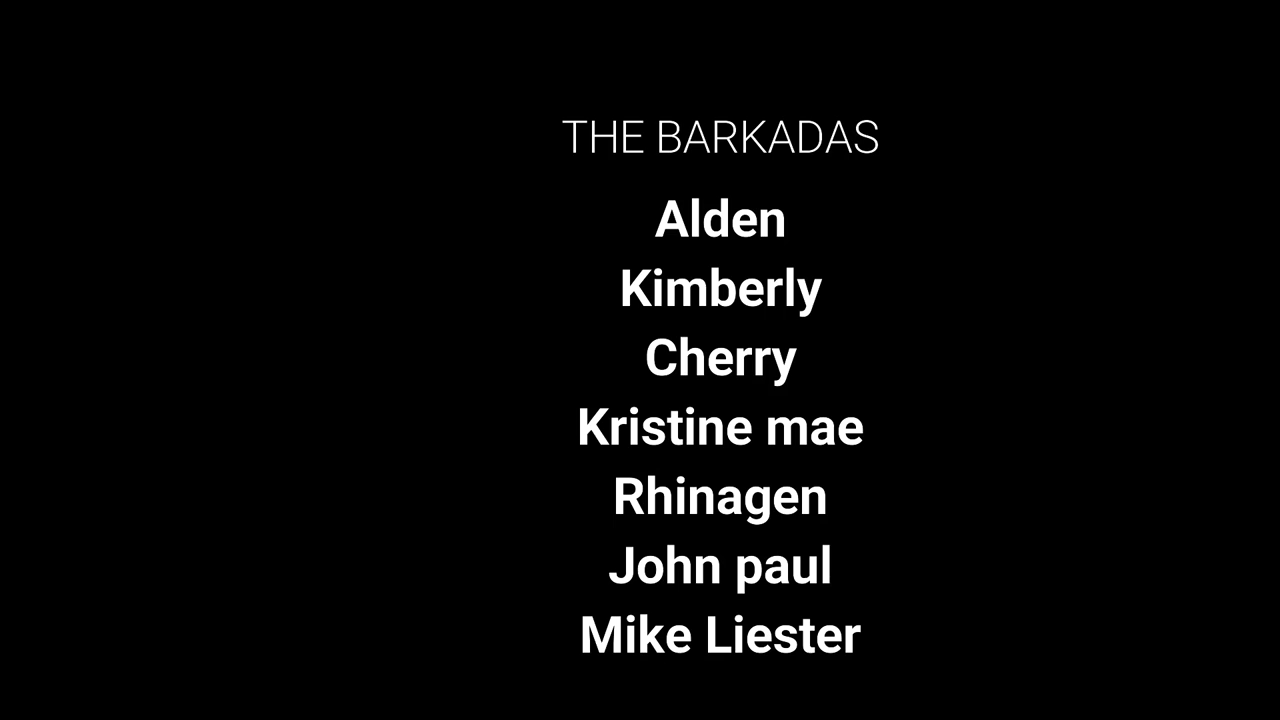 THE BARKADAS
Alden
Kimberly
Cherry
Kristine mae
Rhinagen
John paul
Mike Liester